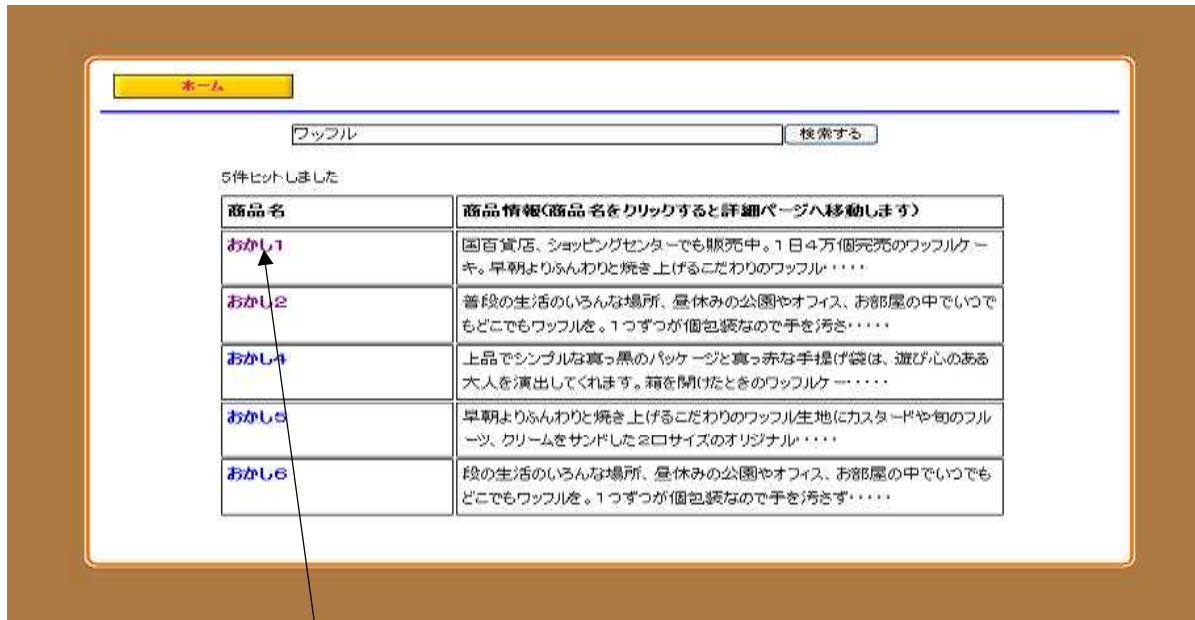 ホーム
ワッフル 検索する
5件ヒットしました
商品名 商品情報(商品名をクリックすると詳細ページへ移動します)
おかし1 国百貨店、ショッピングセンターでも販売中。1日4万個完売のワッフルケー
キ。早朝よりふんわりと焼き上げるこだわりのワッフル・・・・・
おかし2 普段の生活のいろんな場所、昼休みの公園やオフィス、お部屋の中でいつで
もどこでもワッフルを。1つずつが個包装なので手を汚さ・・・・・
おかし4 上品でシンプルな真っ黒のパッケージと真っ赤な手提げ袋は、遊び心のある
大人を演出してくれます。箱を開けたときのワッフルケー・・・・・
おかし5 早朝よりふんわりと焼き上げるこだわりのワッフル生地にカスタードや旬のフル
ーツ、クリームをサンドした2口サイズのオリジナル・・・・・
おかし6 段の生活のいろんな場所、昼休みの公園やオフィス、お部屋の中でいつでも
どこでもワッフルを。1つずつが個包装なので手を汚さず・・・・・